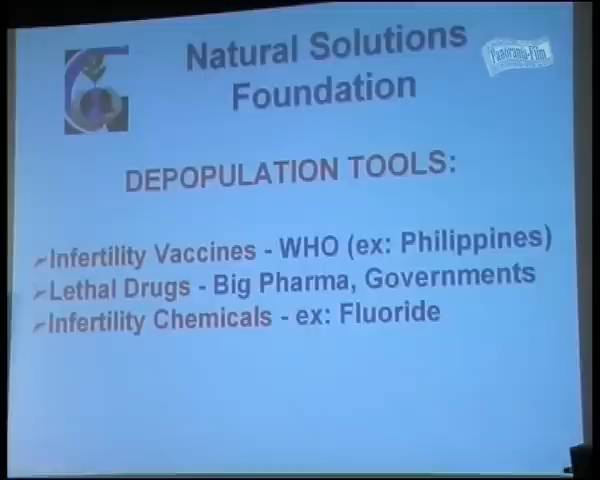 Natural Solutions
Foundation
Panorama-Film
DEPOPULATION TOOLS:
Infertility Vaccines - WHO (ex: Philippines)
Lethal Drugs - Big Pharma, Governments
Infertility Chemicals - ex: Fluoride